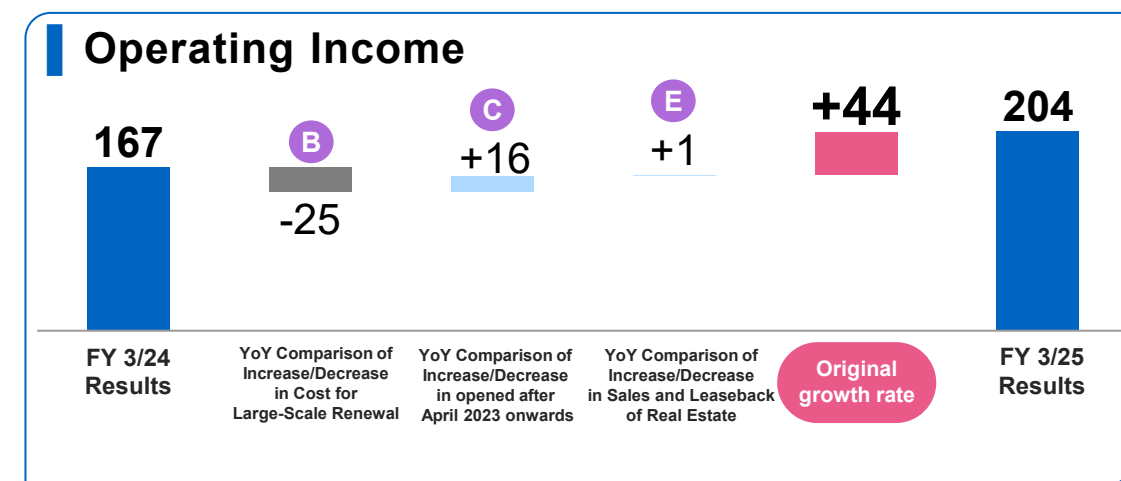 Operating Income
167
B
-25
C
+16
E
+1
+44
204
FY 3/24
Results
YoY Comparison of
Increase/Decrease
in Cost for
Large-Scale Renewal
YoY Comparison of
Increase/Decrease
in opened after
April 2023 onwards
YoY Comparison of
Increase/Decrease
in Sales and Leaseback
of Real Estate
Original
growth rate
FY 3/25
Results